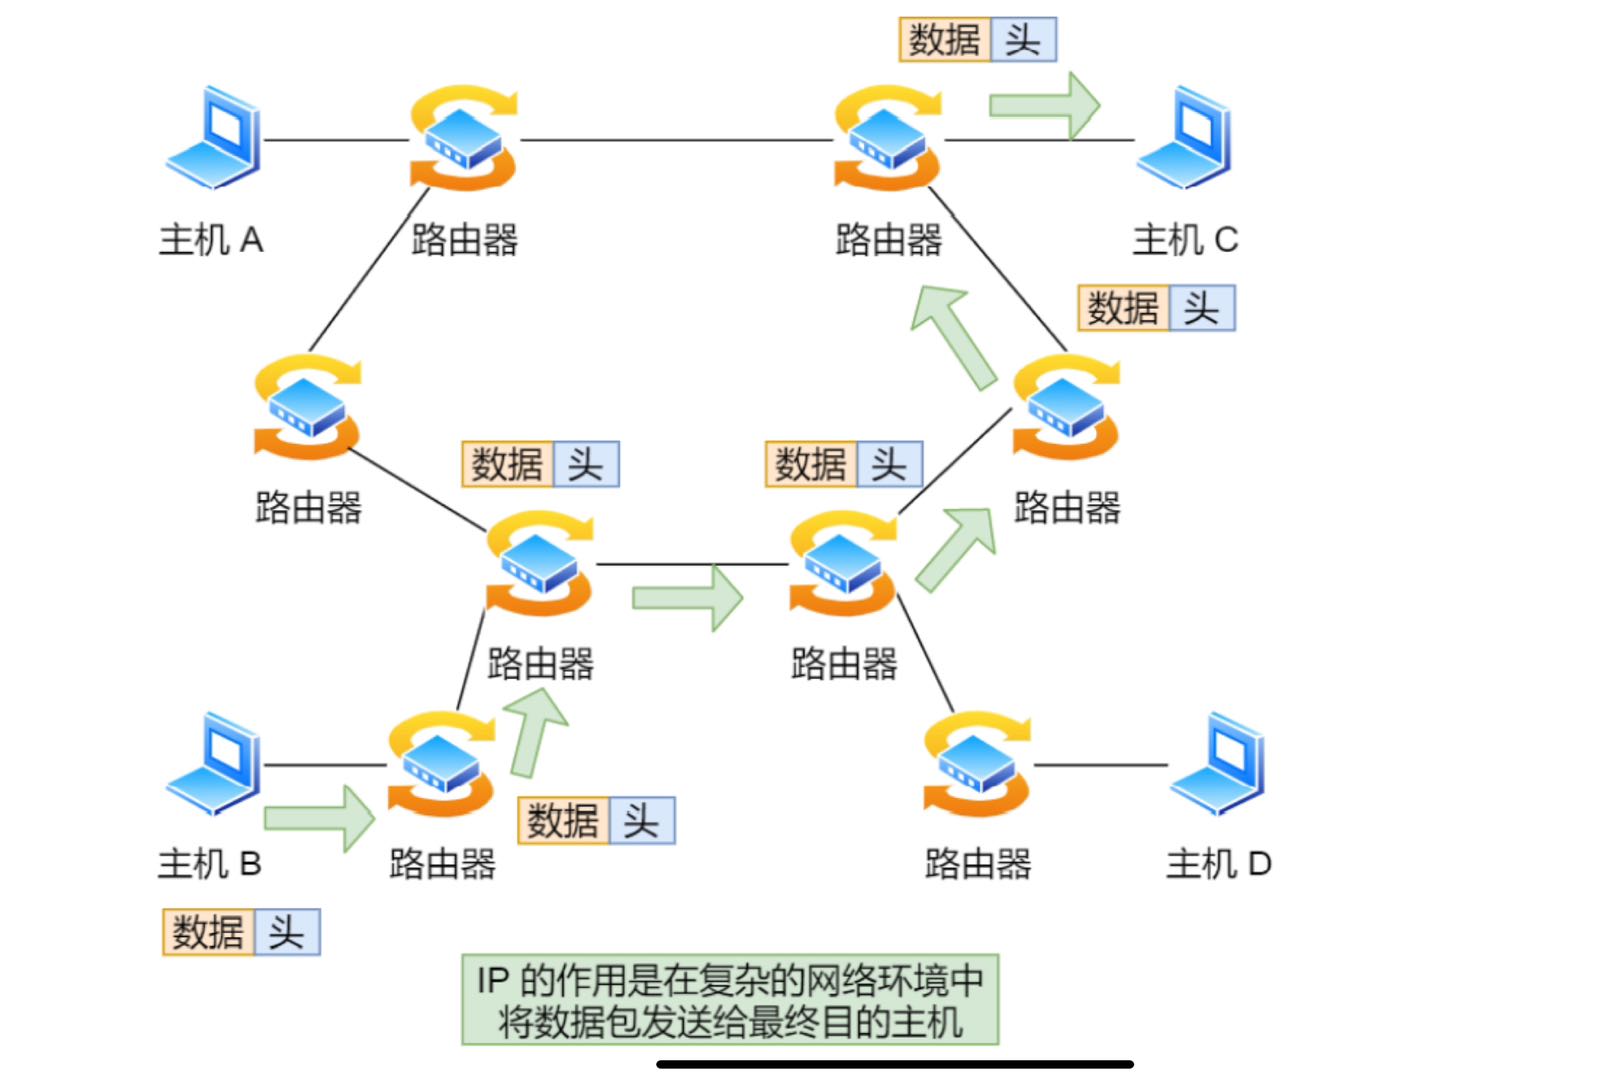 数据 头
主机 A
路由器
路由器
主机 C
数据 头
数据 头
数据 头
路由器
路由器
路由器
路由器
数据 头
主机 B
路由器
路由器
主机 D
数据 头
IP 的作用是在复杂的网络环境中
将数据包发送给最终目的主机